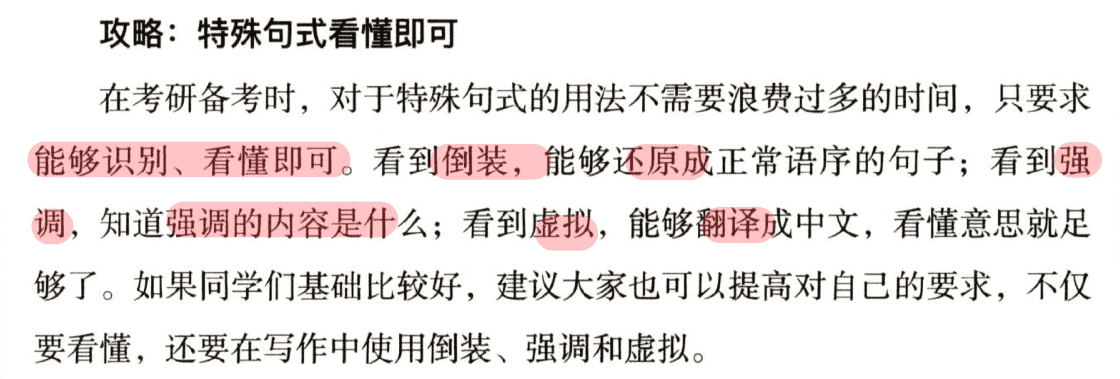 攻略：特殊句式看懂即可
在考研备考时，对于特殊句式的用法不需要浪费过多的时间，只要求
能够识别、看懂即可。看到倒装，能够还原成正常语序的句子；看到强
调，知道强调的内容是什么；看到虚拟，能够翻译成中文，看懂意思就足
够了。如果同学们基础比较好，建议大家也可以提高对自己的要求，不仅
要看懂，还要在写作中使用倒装、强调和虚拟。